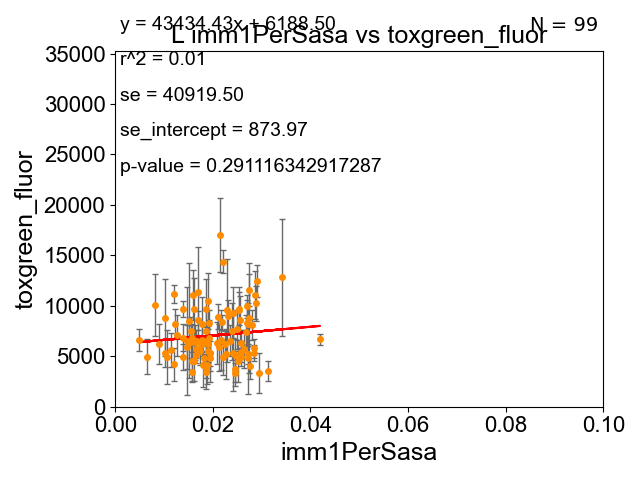 y = 43434.43x + 6188.50
N = 99
L imm1PerSasa vs toxgreen_fluor
r^2 = 0.01
se = 40919.50
se_intercept = 873.97
p-value = 0.291116342917287
35000
30000
25000
20000
15000
10000
5000
0
toxgreen_fluor
0.00 0.02 0.04 0.06 0.08 0.10
imm1PerSasa